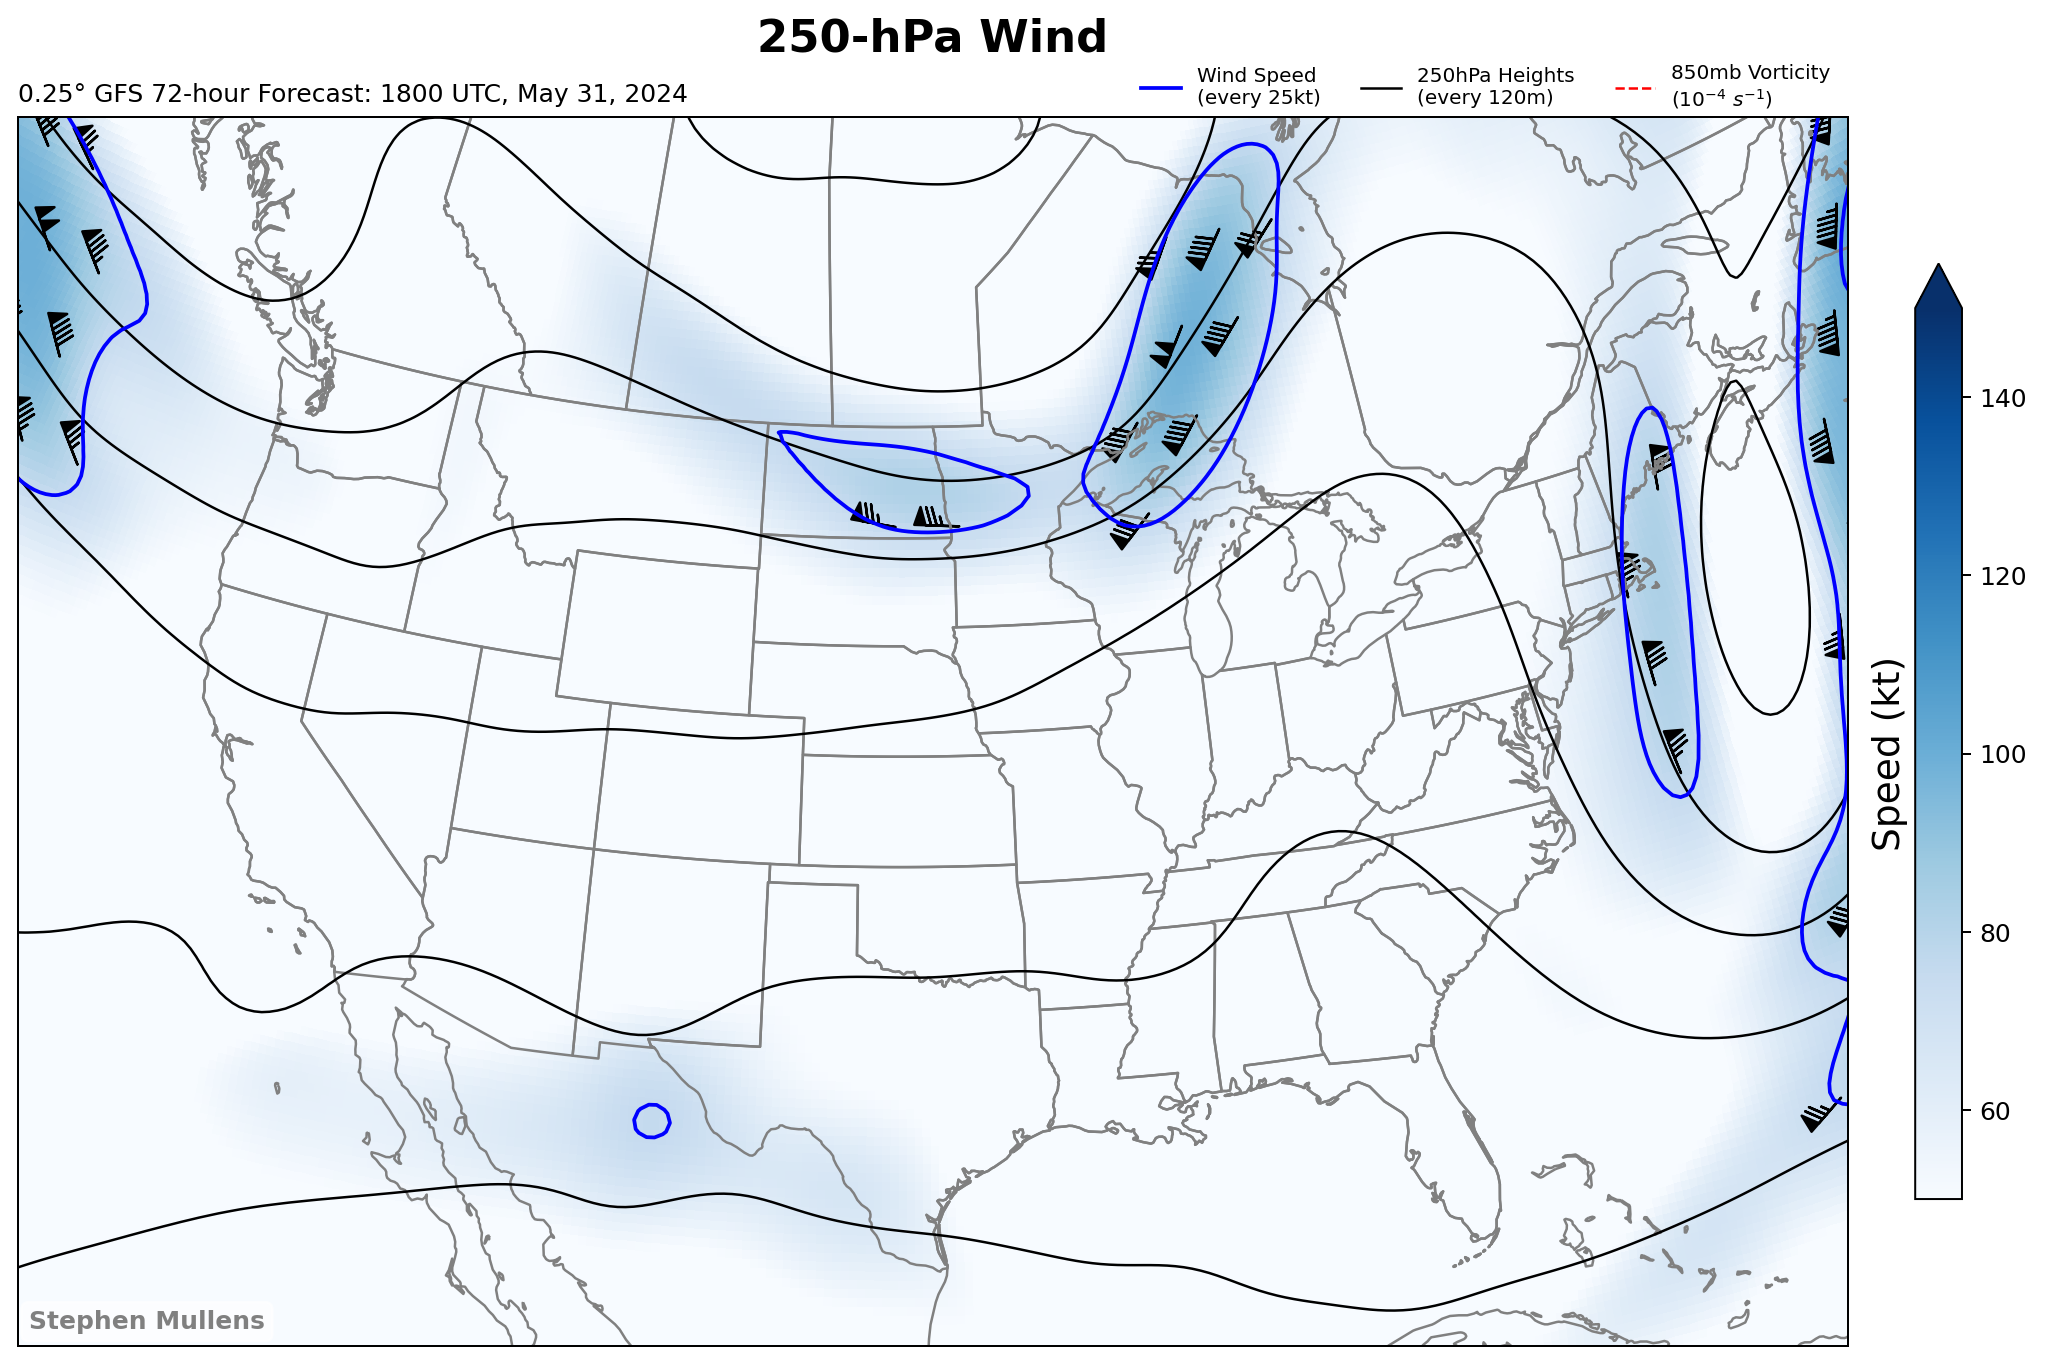 250-hPa Wind
0.25° GFS 72-hour Forecast: 1800 UTC, May 31, 2024
Wind Speed
(every 25kt)
250hPa Heights
(every 120m)
850mb Vorticity
(10⁻⁴ s⁻¹)
140
120
100
80
60
Speed (kt)
Stephen Mullens